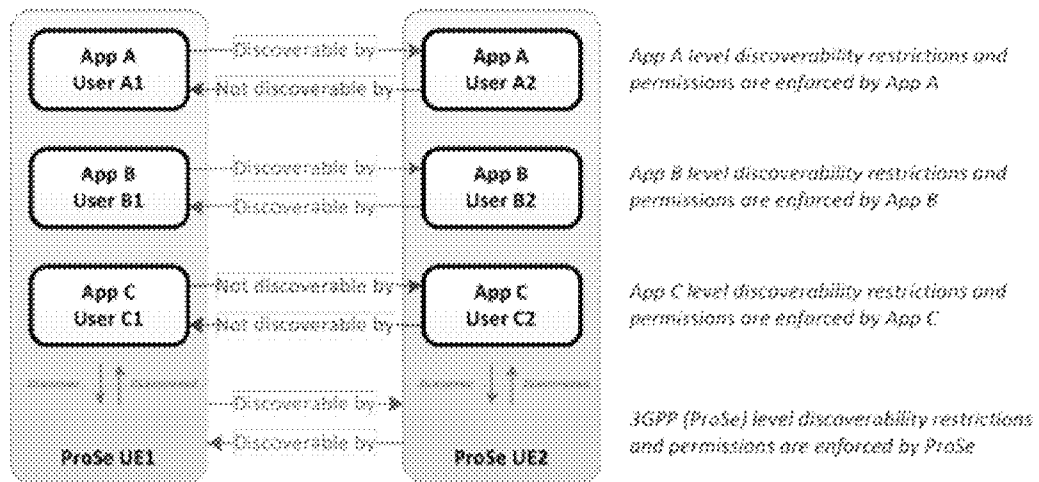 App A
User A1
Discoverable by
Not discoverable by
App A
User A2
App A level discoverability restrictions and
permissions are enforced by App A
App B
User B1
Discoverable by
Discoverable by
App B
User B2
App B level discoverability restrictions and
permissions are enforced by App B
App C
User C1
Not discoverable by
Not discoverable by
App C
User C2
App C level discoverability restrictions and
permissions are enforced by App C
Discoverable by
Discoverable by
3GPP (ProSe) level discoverability restrictions
and permissions are enforced by ProSe
ProSe UE1
ProSe UE2